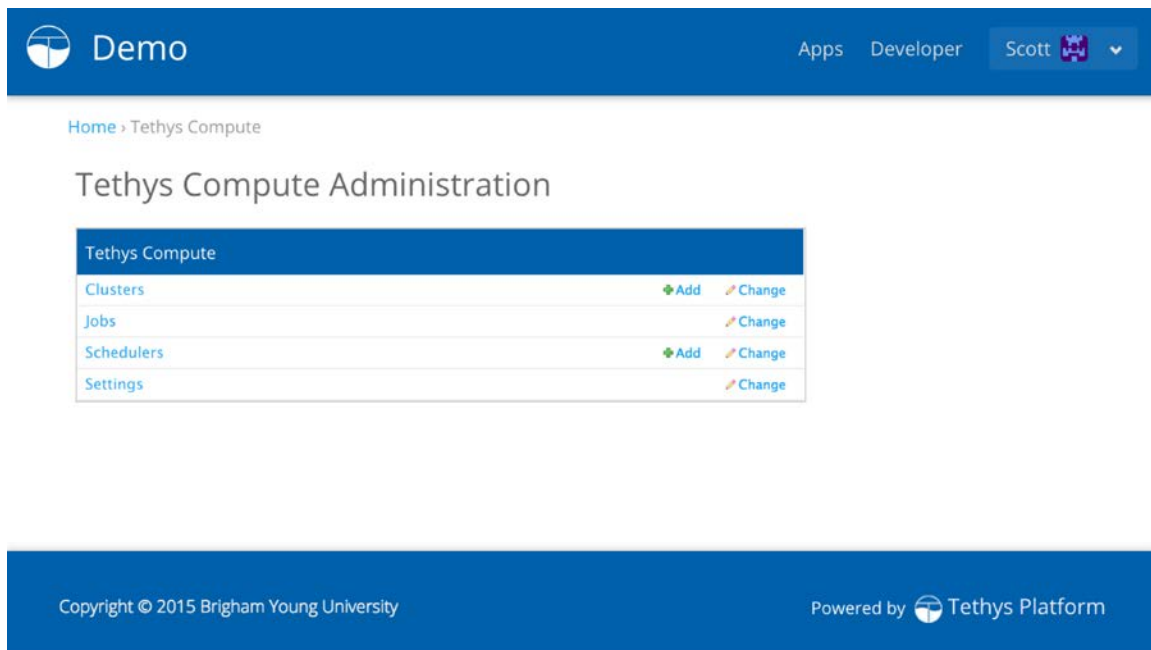 Demo Apps Developer Scott
Home › Tethys Compute
Tethys Compute Administration
Tethys Compute
Clusters Add Change
Jobs Change
Schedulers Add Change
Settings Change
Copyright © 2015 Brigham Young University Powered by Tethys Platform